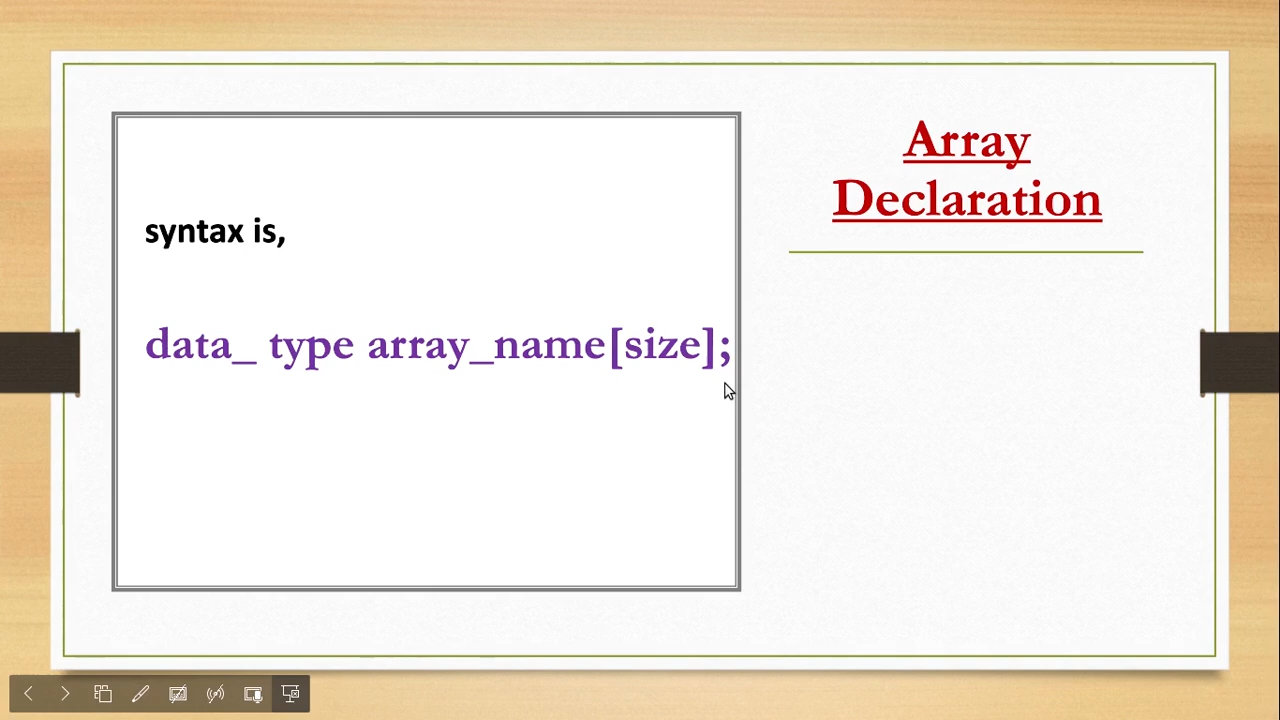 Array
Declaration
syntax is,
data_ type array_name[size];